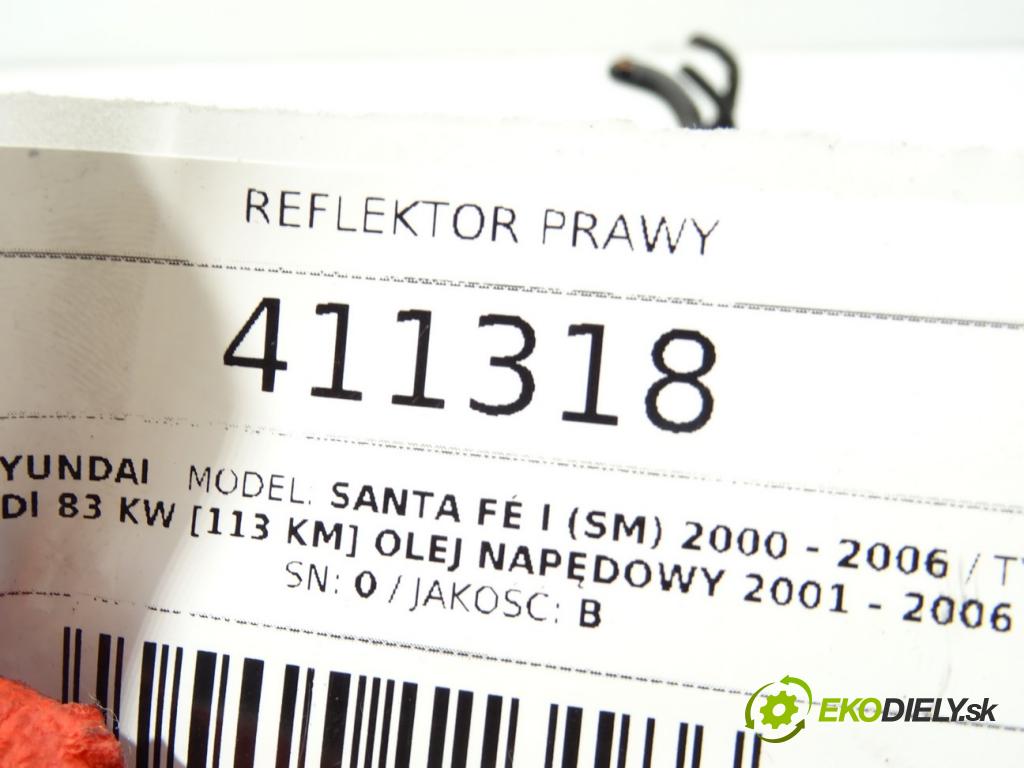 REFLEKTOR PRAWY
411318
YUNDAI MODEL: SANTA FÉ I (SM) 2000 - 2006 / TY
DI 83 KW [113 KM] OLEJ NAPĘDOWY 2001 - 2006
SN: 0 / JAKOŚĆ: B
EKODIELY.sk